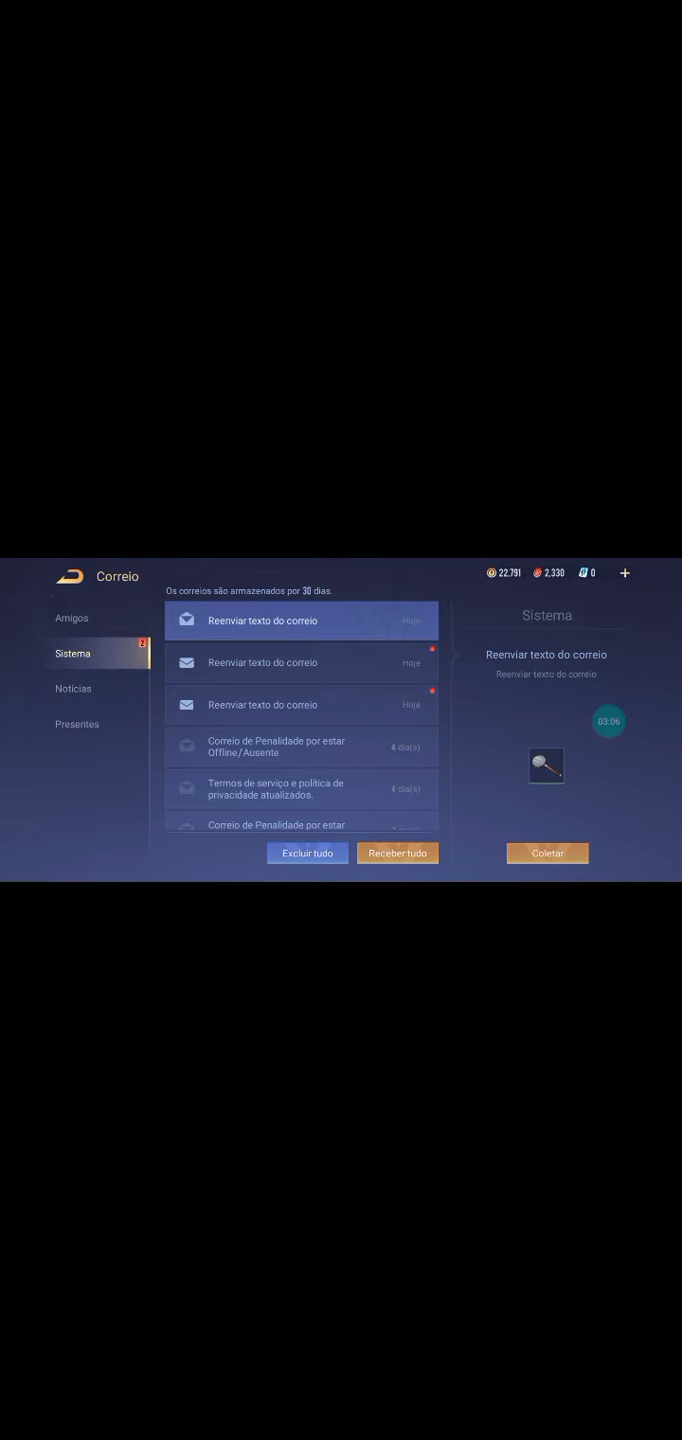 Correio
22,791
2,330
0
+
Os correios são armazenados por 30 dias.
Amigos
Sistema
2
Notícias
Presentes
Reenviar texto do correio
Hoje
Reenviar texto do correio
Hoje
Reenviar texto do correio
Hoje
Correio de Penalidade por estar
Offline/Ausente
4 dia(s)
Termos de serviço e política de
privacidade atualizados.
6 dia(s)
Correio de Penalidade por estar
Excluir tudo
Receber tudo
Sistema
Reenviar texto do correio
Reenviar texto do correio
03:06
Coletar